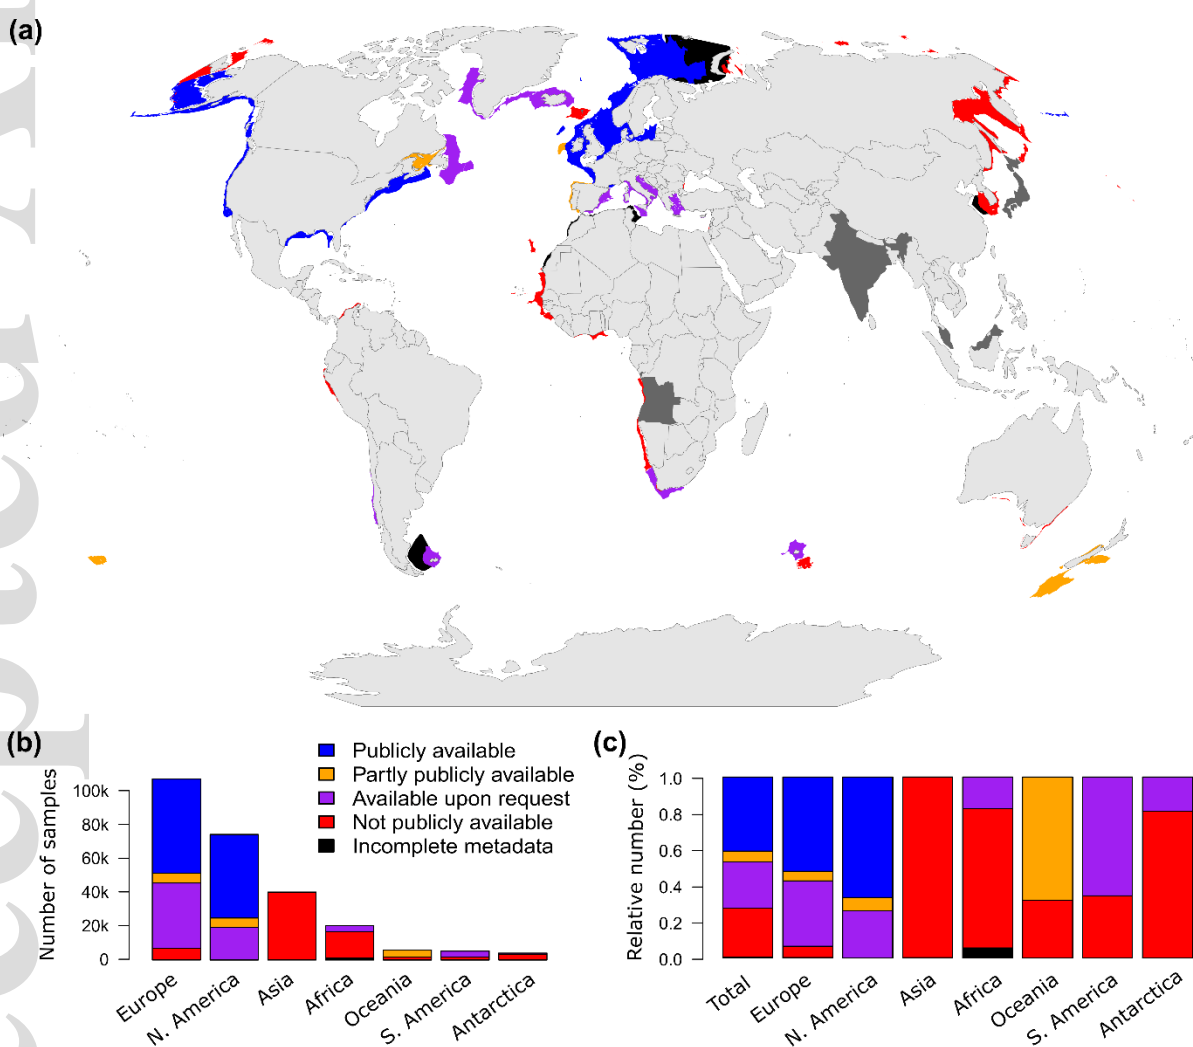 (a)
(b)
Publicly available
Partly publicly available
Available upon request
Not publicly available
Incomplete metadata
Number of samples
100k
80k
60k
40k
20k
0
Europe
N. America
Asia
Africa
Oceania
S. America
Antarctica
(c)
Relative number (%)
1.0
0.8
0.6
0.4
0.2
0.0
Total
Europe
N. America
Asia
Africa
Oceania
S. America
Antarctica